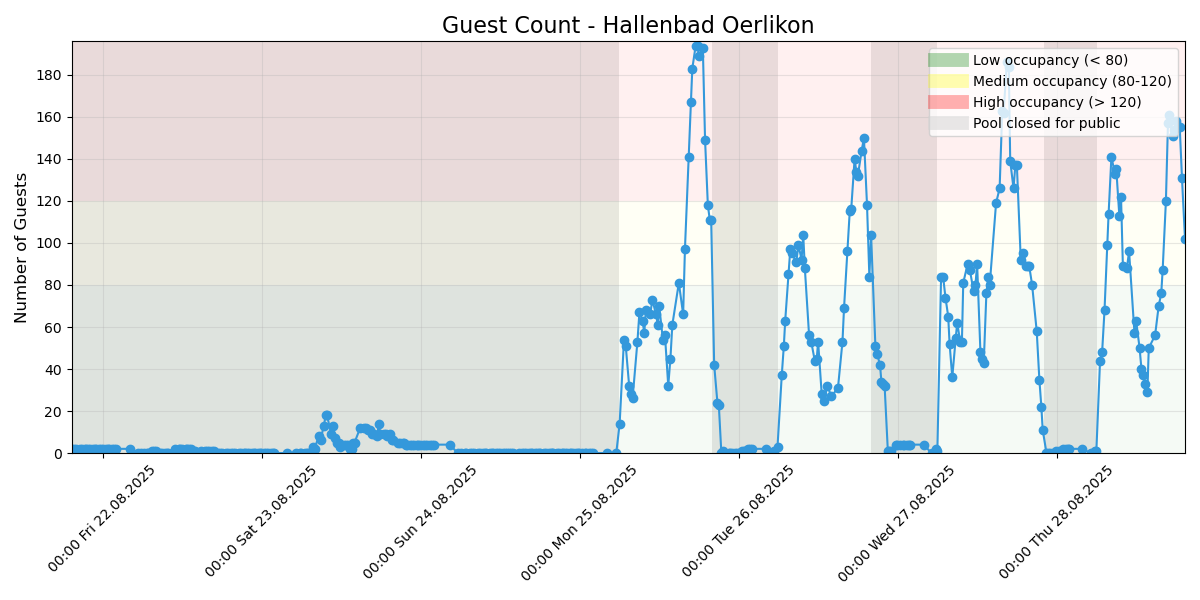 Guest Count - Hallenbad Oerlikon
Number of Guests
180
160
140
120
100
80
60
40
20
0
Low occupancy (< 80)
Medium occupancy (80-120)
High occupancy (> 120)
Pool closed for public
00:00 Fri 22.08.2025
00:00 Sat 23.08.2025
00:00 Sun 24.08.2025
00:00 Mon 25.08.2025
00:00 Tue 26.08.2025
00:00 Wed 27.08.2025
00:00 Thu 28.08.2025